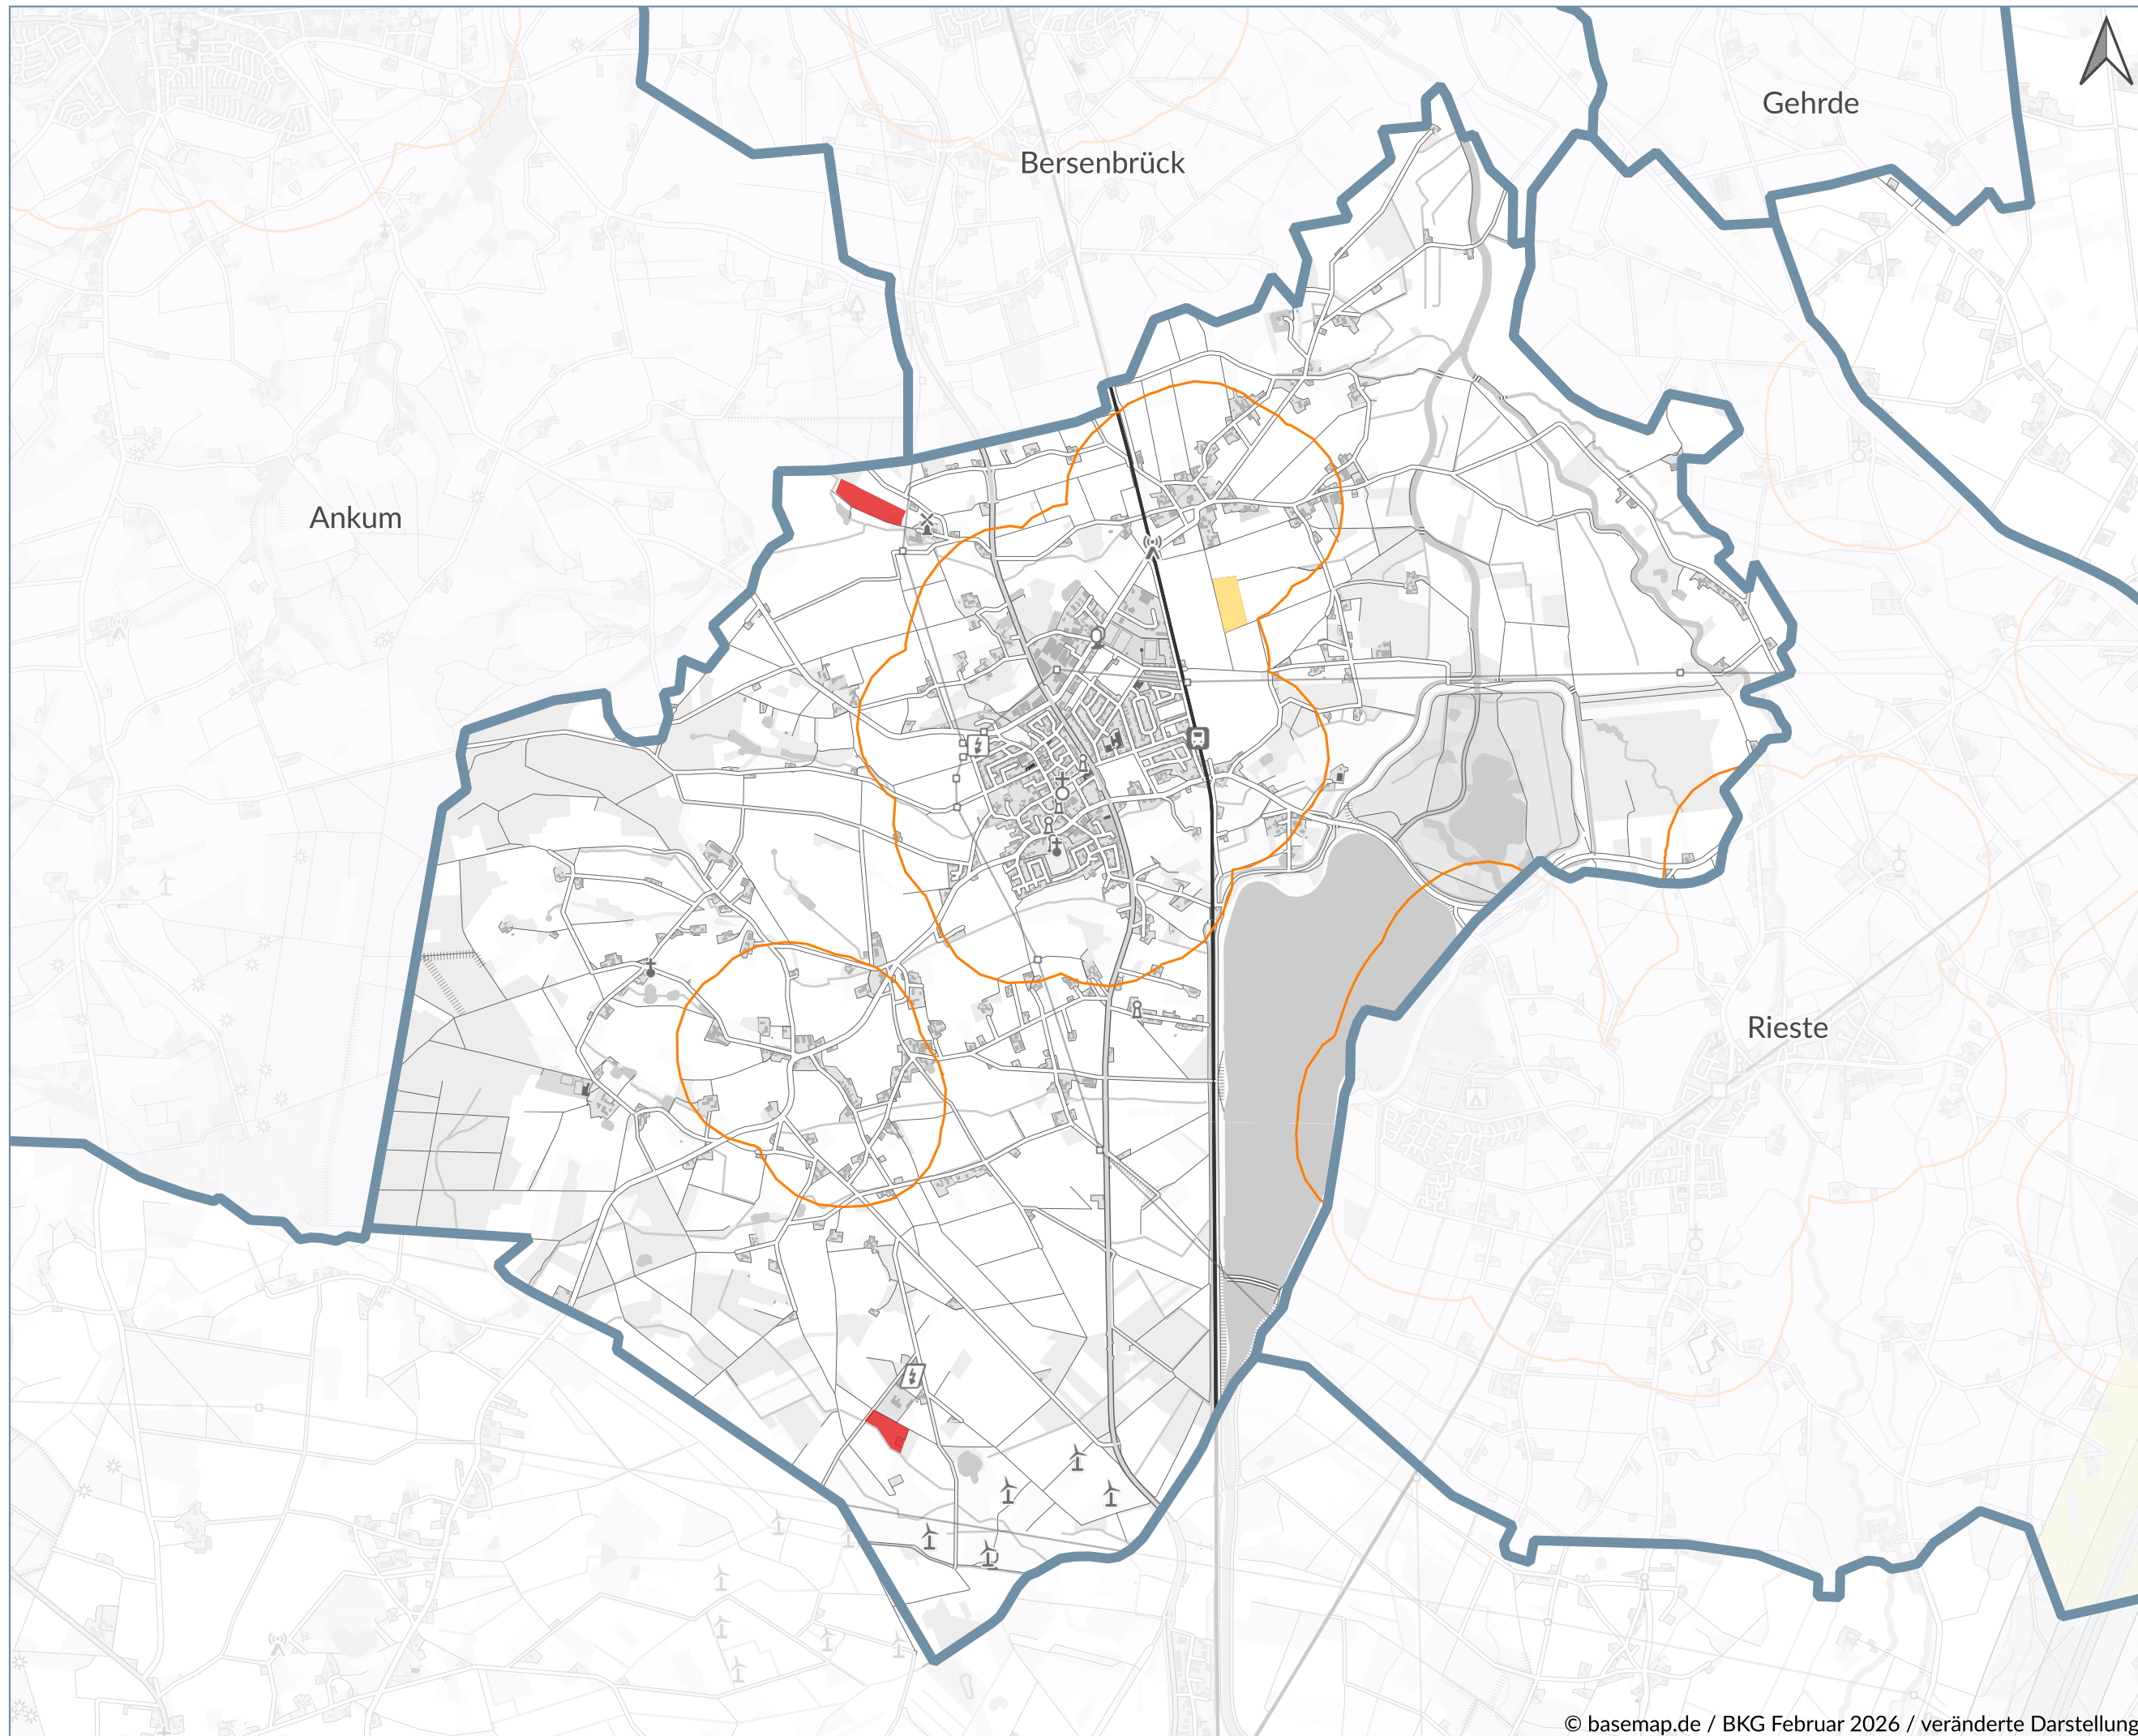 Gehrde
Bersenbrück
Ankum
Rieste
© basemap.de / BKG Februar 2026 / veränderte Darstellung